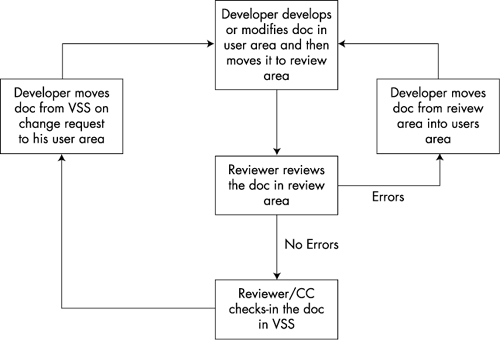 Developer develops
or modifies doc in
user area and then
moves it to review
area
Developer moves
doc from VSS on
change request
to his user area
Developer moves
doc from reivew
area into users
area
Reviewer reviews
the doc in review
area
Errors
No Errors
Reviewer/CC
checks-in the doc
in VSS